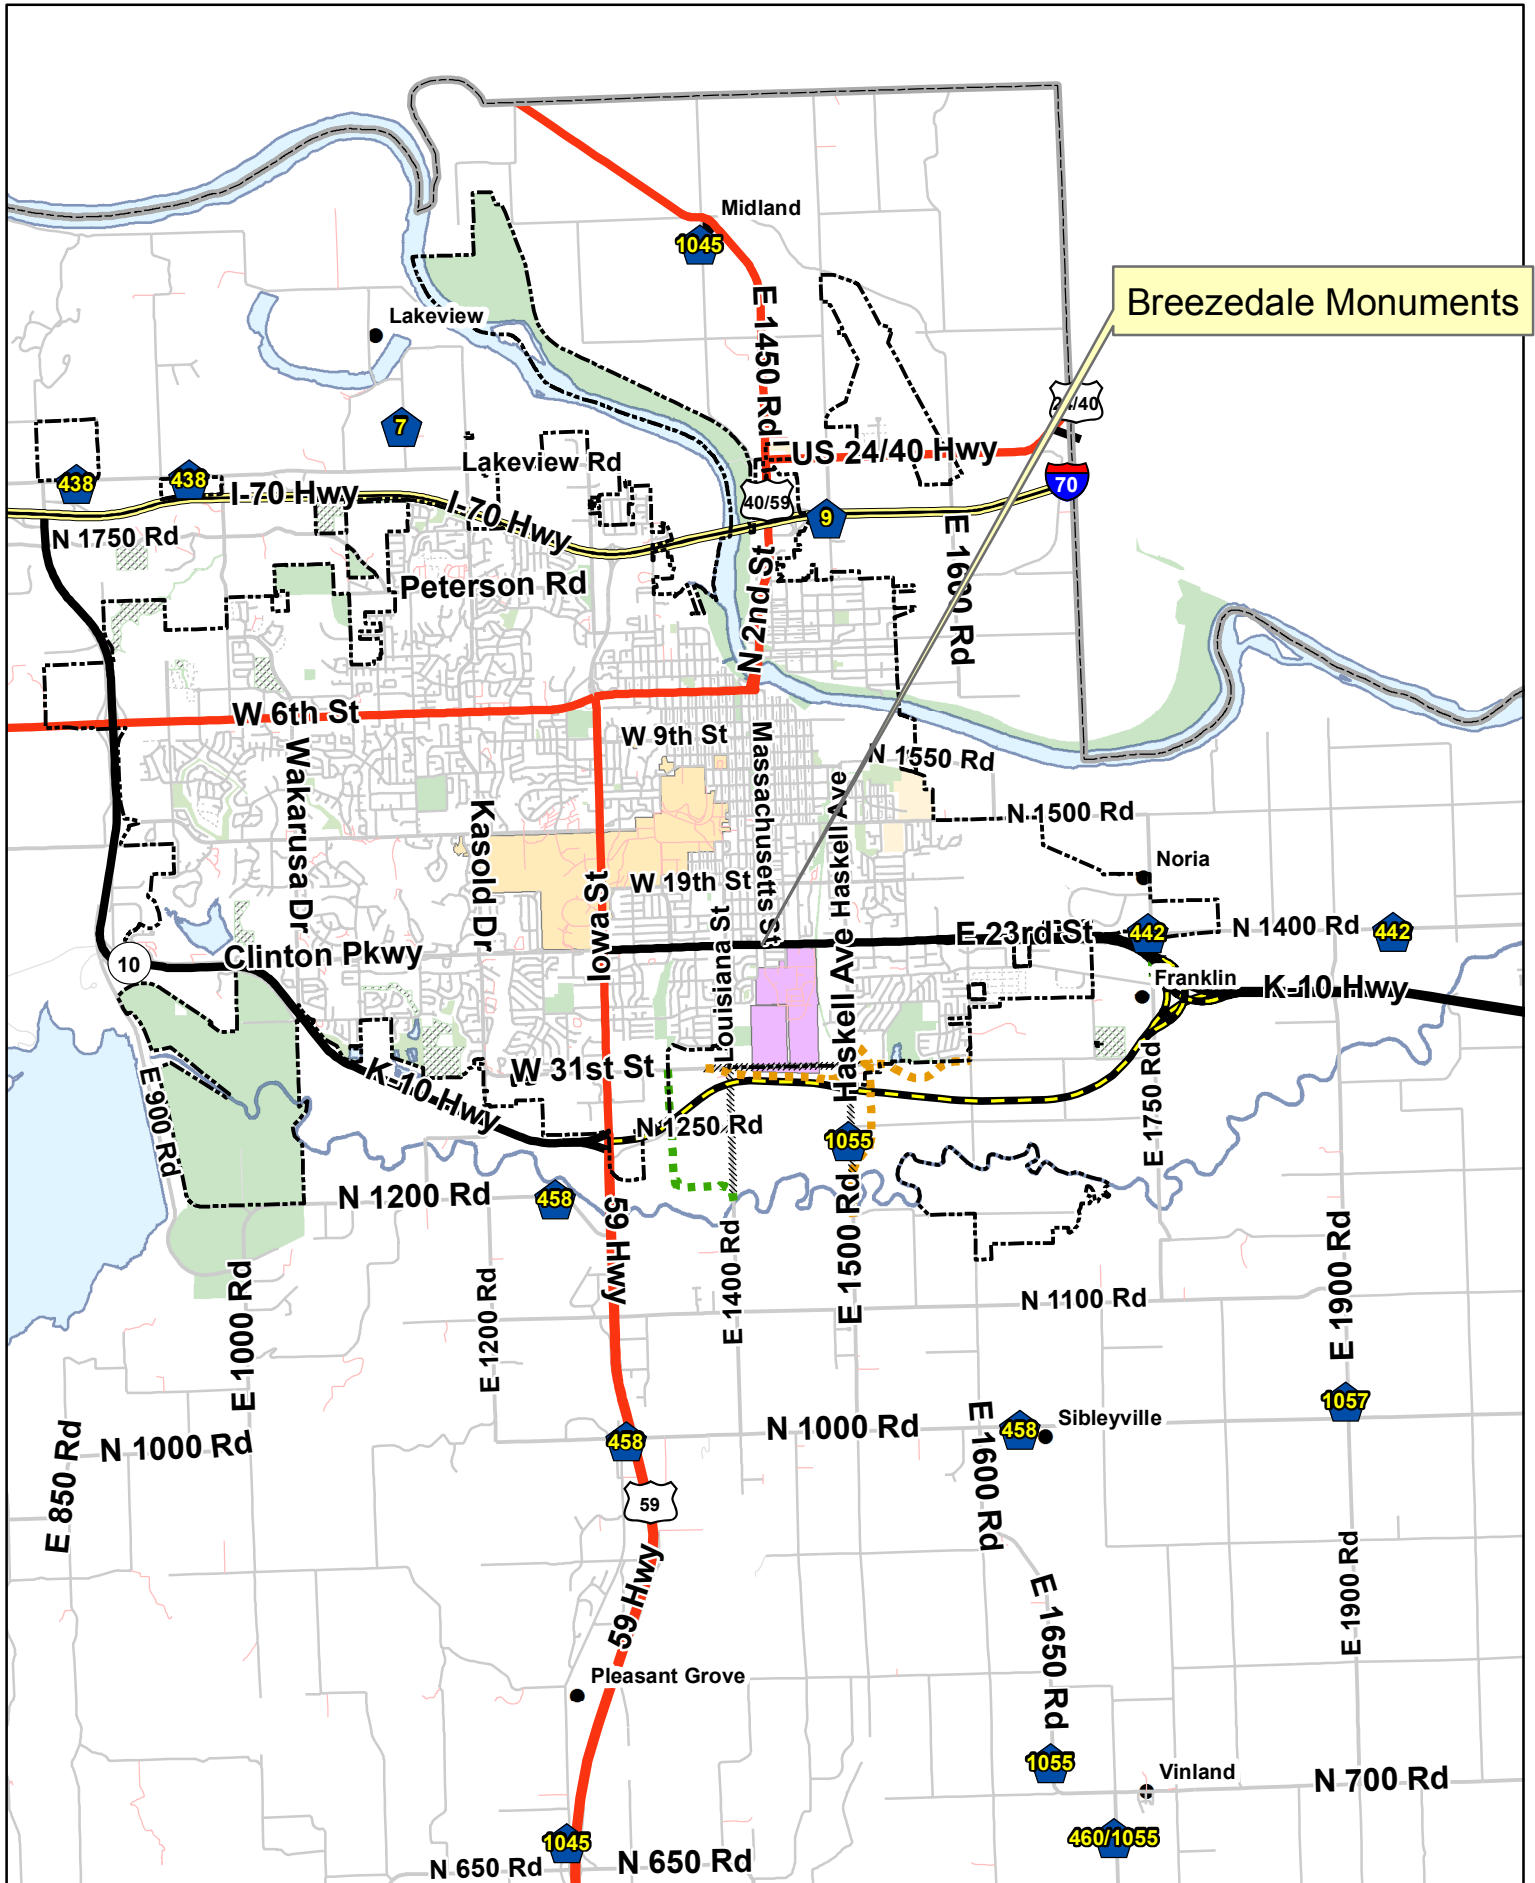 Midland
1045
Breezedale Monuments
Lakeview
E 1450 Rd
24/40
7
US 24/40 Hwy
Lakeview Rd
438
438
I-70 Hwy
I-70 Hwy
40/59
70
9
N 1750 Rd
E 1600 Rd
Peterson Rd
N 2nd St
W 6th St
W 9th St
Massachusetts St
N 1550 Rd
Wakarusa Dr
Kasold Dr
Haskell Ave
N 1500 Rd
Noria
W 19th St
Iowa St
Louisiana St
Haskell Ave
E 23rd St
442
N 1400 Rd
442
10
Clinton Pkwy
Franklin
K-10 Hwy
W 31st St
K-10 Hwy
E 900 Rd
N 1250 Rd
Haskell Ave
E 1750 Rd
1055
N 1200 Rd
458
59 Hwy
E 1400 Rd
E 1500 Rd
E 1000 Rd
E 1200 Rd
N 1100 Rd
E 1900 Rd
1057
E 850 Rd
N 1000 Rd
458
N 1000 Rd
E 1600 Rd
458
Sibleyville
59
59 Hwy
E 1650 Rd
E 1900 Rd
Pleasant Grove
1055
Vinland
N 700 Rd
1045
460/1055
N 650 Rd
N 650 Rd